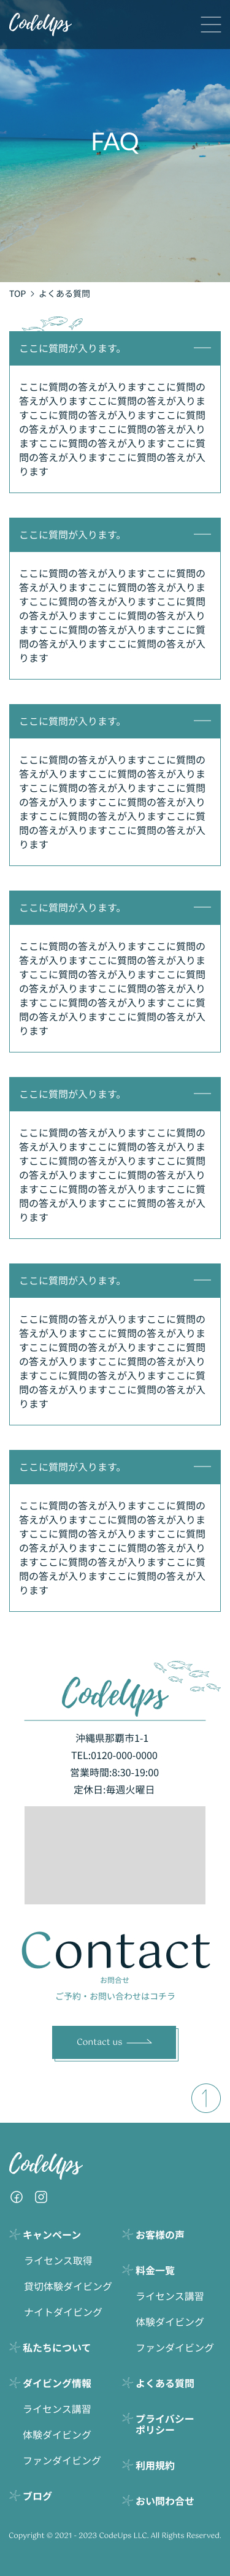 CodeUps
FAQ
TOP > よくある質問
ここに質問が入ります。
ここに質問の答えが入りますここに質問の
答えが入りますここに質問の答えが入りま
すここに質問の答えが入りますここに質問
の答えが入りますここに質問の答えが入り
ますここに質問の答えが入りますここに質
問の答えが入りますここに質問の答えが入
ります
ここに質問が入ります。
ここに質問の答えが入りますここに質問の
答えが入りますここに質問の答えが入りま
すここに質問の答えが入りますここに質問
の答えが入りますここに質問の答えが入り
ますここに質問の答えが入りますここに質
問の答えが入りますここに質問の答えが入
ります
ここに質問が入ります。
ここに質問の答えが入りますここに質問の
答えが入りますここに質問の答えが入りま
すここに質問の答えが入りますここに質問
の答えが入りますここに質問の答えが入り
ますここに質問の答えが入りますここに質
問の答えが入りますここに質問の答えが入
ります
ここに質問が入ります。
ここに質問の答えが入りますここに質問の
答えが入りますここに質問の答えが入りま
すここに質問の答えが入りますここに質問
の答えが入りますここに質問の答えが入り
ますここに質問の答えが入りますここに質
問の答えが入りますここに質問の答えが入
ります
ここに質問が入ります。
ここに質問の答えが入りますここに質問の
答えが入りますここに質問の答えが入りま
すここに質問の答えが入りますここに質問
の答えが入りますここに質問の答えが入り
ますここに質問の答えが入りますここに質
問の答えが入りますここに質問の答えが入
ります
ここに質問が入ります。
ここに質問の答えが入りますここに質問の
答えが入りますここに質問の答えが入りま
すここに質問の答えが入りますここに質問
の答えが入りますここに質問の答えが入り
ますここに質問の答えが入りますここに質
問の答えが入りますここに質問の答えが入
ります
ここに質問が入ります。
ここに質問の答えが入りますここに質問の
答えが入りますここに質問の答えが入りま
すここに質問の答えが入りますここに質問
の答えが入りますここに質問の答えが入り
ますここに質問の答えが入りますここに質
問の答えが入りますここに質問の答えが入
ります
CodeUps
沖縄県那覇市1-1
TEL:0120-000-0000
営業時間:8:30-19:00
定休日:毎週火曜日
Contact
お問合せ
ご予約・お問い合わせはコチラ
Contact us
CodeUps
キャンペーン
ライセンス取得
貸切体験ダイビング
ナイトダイビング
私たちについて
ダイビング情報
ライセンス講習
体験ダイビング
ファンダイビング
ブログ
お客様の声
料金一覧
ライセンス講習
体験ダイビング
ファンダイビング
よくある質問
プライバシー
ポリシー
利用規約
おい問わ合せ
Copyright © 2021 - 2023 CodeUps LLC. All Rights Reserved.